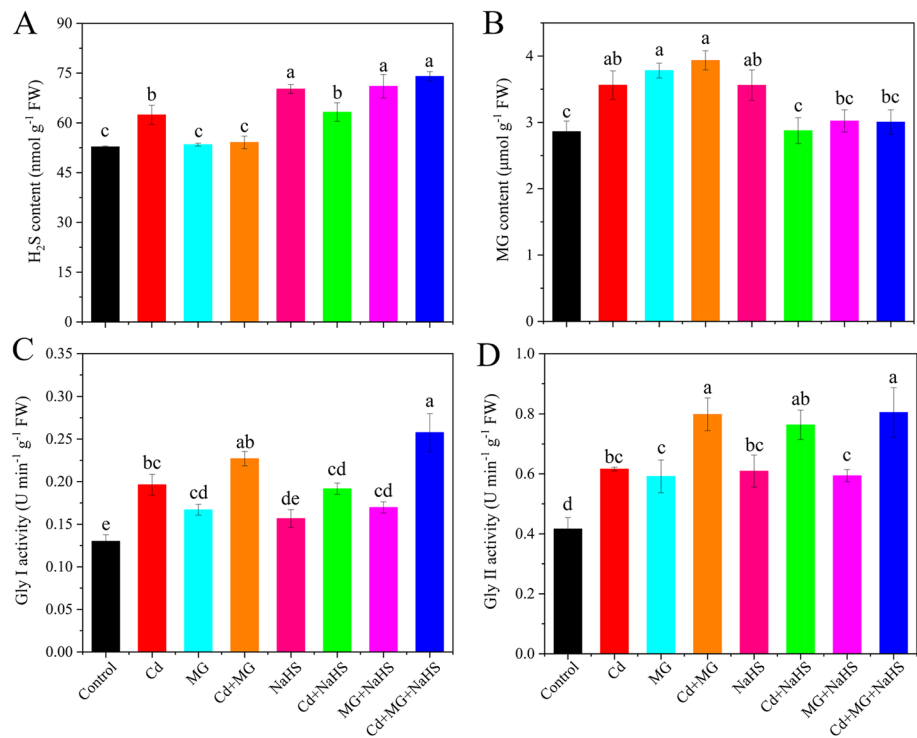 A
H₂S content (nmol g⁻¹ FW)
90
75
60
45
30
15
0
c
b
c
c
a
b
a
a
B
MG content (μmol g⁻¹ FW)
4
3
2
1
0
c
ab
a
a
ab
c
bc
bc
C
Gly I activity (U min⁻¹ g⁻¹ FW)
0.35
0.30
0.25
0.20
0.15
0.10
0.05
0.00
e
bc
cd
ab
de
cd
cd
a
Control
Cd
MG
Cd+MG
NaHS
Cd+NaHS
MG+NaHS
Cd+MG+NaHS
D
Gly II activity (U min⁻¹ g⁻¹ FW)
1.0
0.8
0.6
0.4
0.2
0.0
d
bc
c
a
bc
ab
c
a
Control
Cd
MG
Cd+MG
NaHS
Cd+NaHS
MG+NaHS
Cd+MG+NaHS